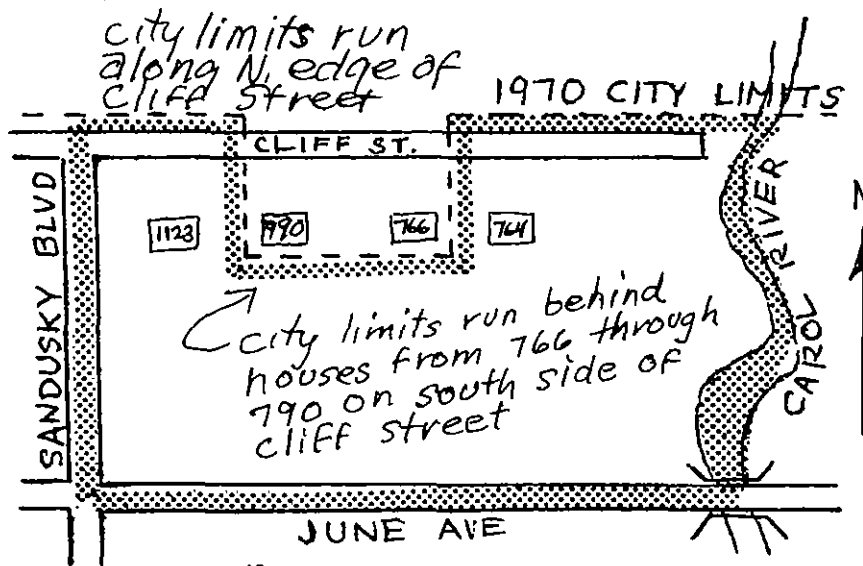 city limits run
along N. edge of
Cliff Street
1970 CITY LIMITS
CLIFF ST.
SANDUSKY BLVD
1123
790
766
764
N
CAROL RIVER
city limits run behind
houses from 766 through
790 on south side of
Cliff Street
JUNE AVE